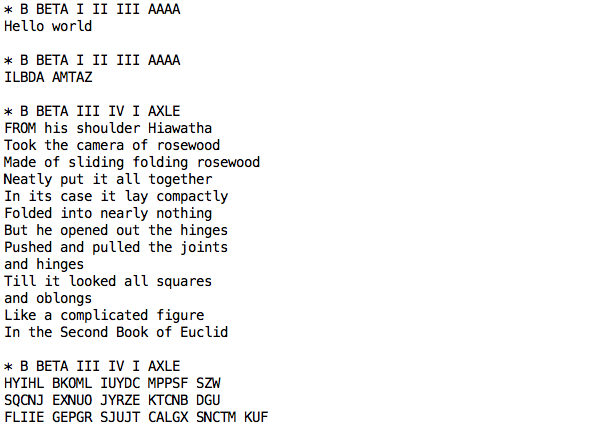 * B BETA I II III AAAA
Hello world
* B BETA I II III AAAA
ILBDA AMTAZ
* B BETA III IV I AXLE
FROM his shoulder Hiawatha
Took the camera of rosewood
Made of sliding folding rosewood
Neatly put it all together
In its case it lay compactly
Folded into nearly nothing
But he opened out the hinges
Pushed and pulled the joints
and hinges
Till it looked all squares
and oblongs
Like a complicated figure
In the Second Book of Euclid
* B BETA III IV I AXLE
HYIHL BKOML IUYDC MPPSF SZW
SQCNJ EXNUO JYRZE KTCNB DGU
FLIIE GEPGR SJUJT CALGX SNCTM KUF